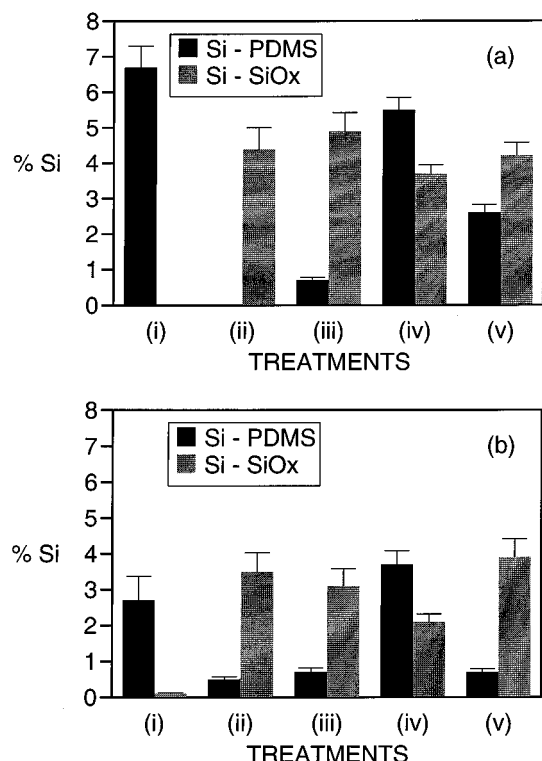 8
Si - PDMS
(a)
7
Si - SiOx
6
5
% Si
4
3
2
1
0
(i) (ii) (iii) (iv) (v)
TREATMENTS
8
Si - PDMS
(b)
7
Si - SiOx
6
5
% Si
4
3
2
1
0
(i) (ii) (iii) (iv) (v)
TREATMENTS